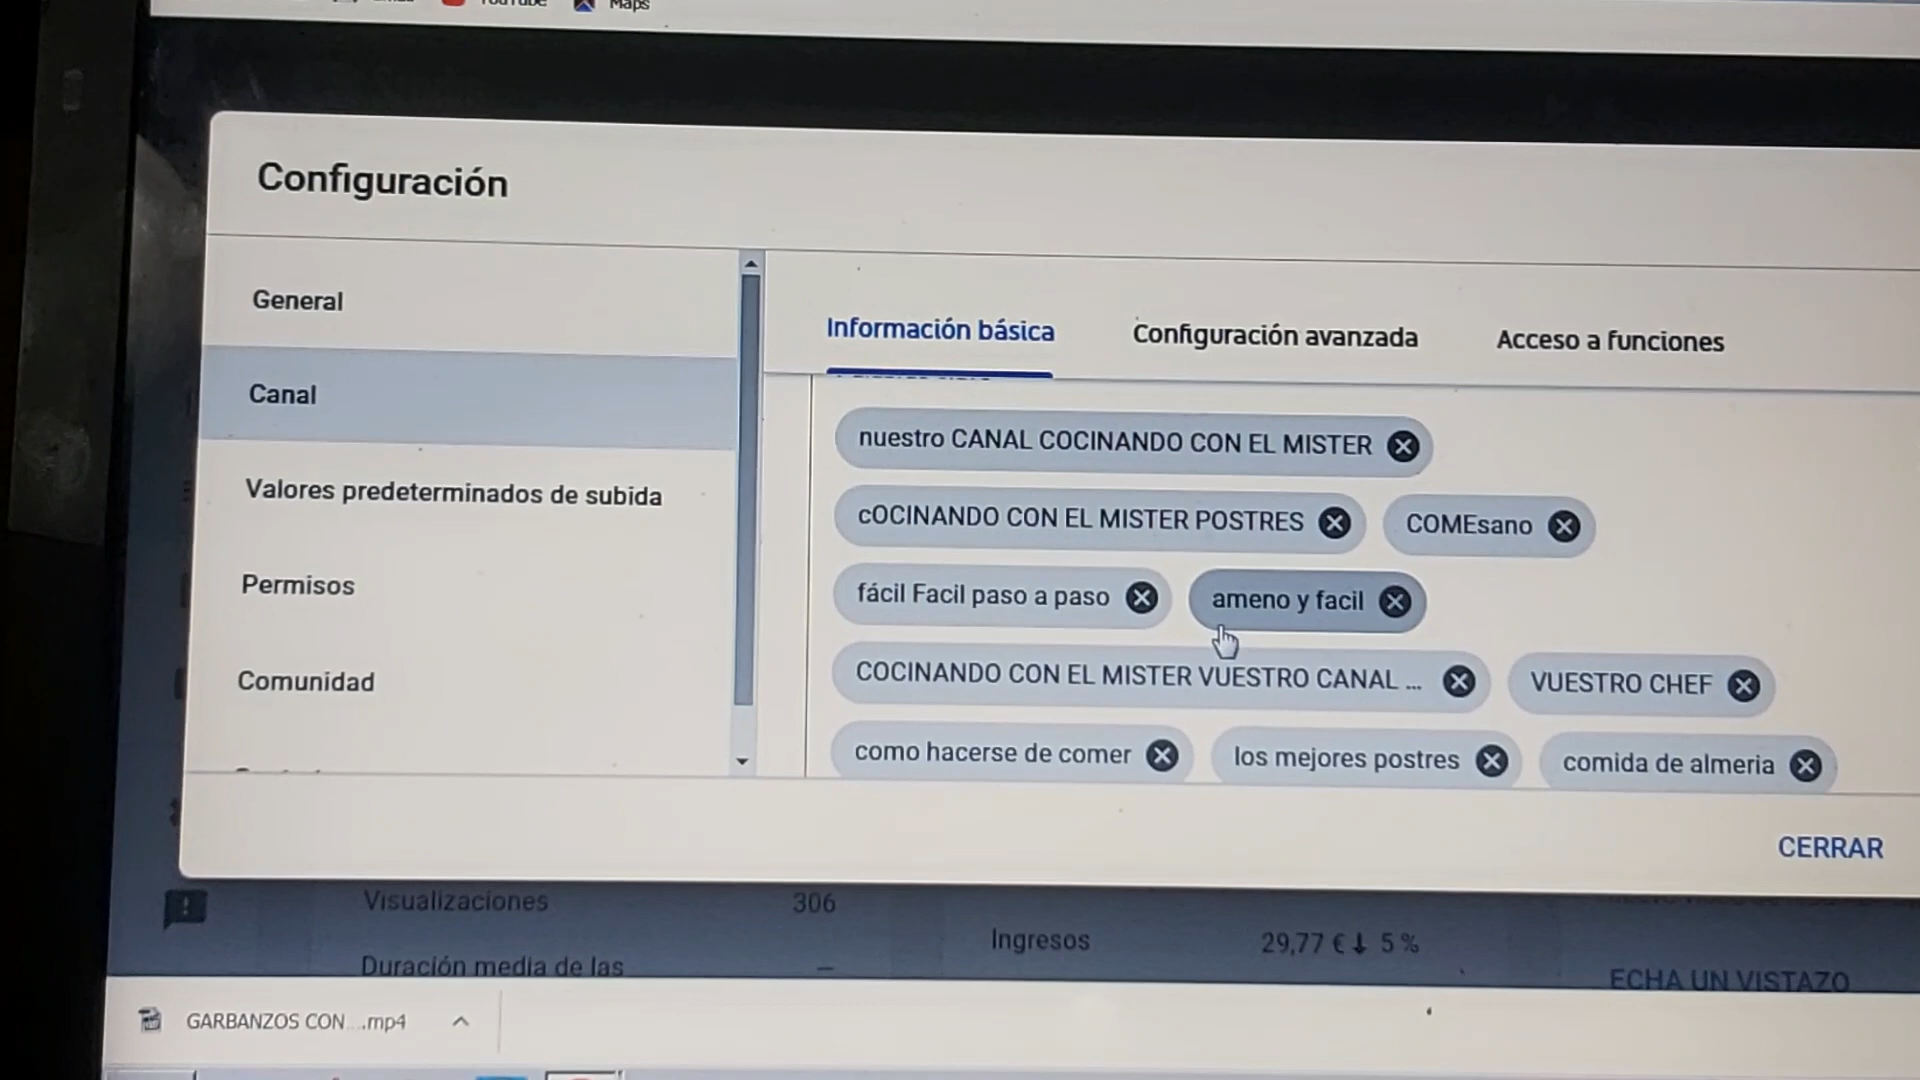 YouTube
Maps
Configuración
General
Canal
Valores predeterminados de subida
Permisos
Comunidad
Información básica
Configuración avanzada
Acceso a funciones
nuestro CANAL COCINANDO CON EL MISTER
cOCINANDO CON EL MISTER POSTRES
COMEsano
fácil Facil paso a paso
ameno y facil
COCINANDO CON EL MISTER VUESTRO CANAL ...
VUESTRO CHEF
como hacerse de comer
los mejores postres
comida de almeria
CERRAR
Visualizaciones
306
Duración media de las
—
Ingresos
29,77 €↓ 5 %
ECHA UN VISTAZO
GARBANZOS CON ....mp4